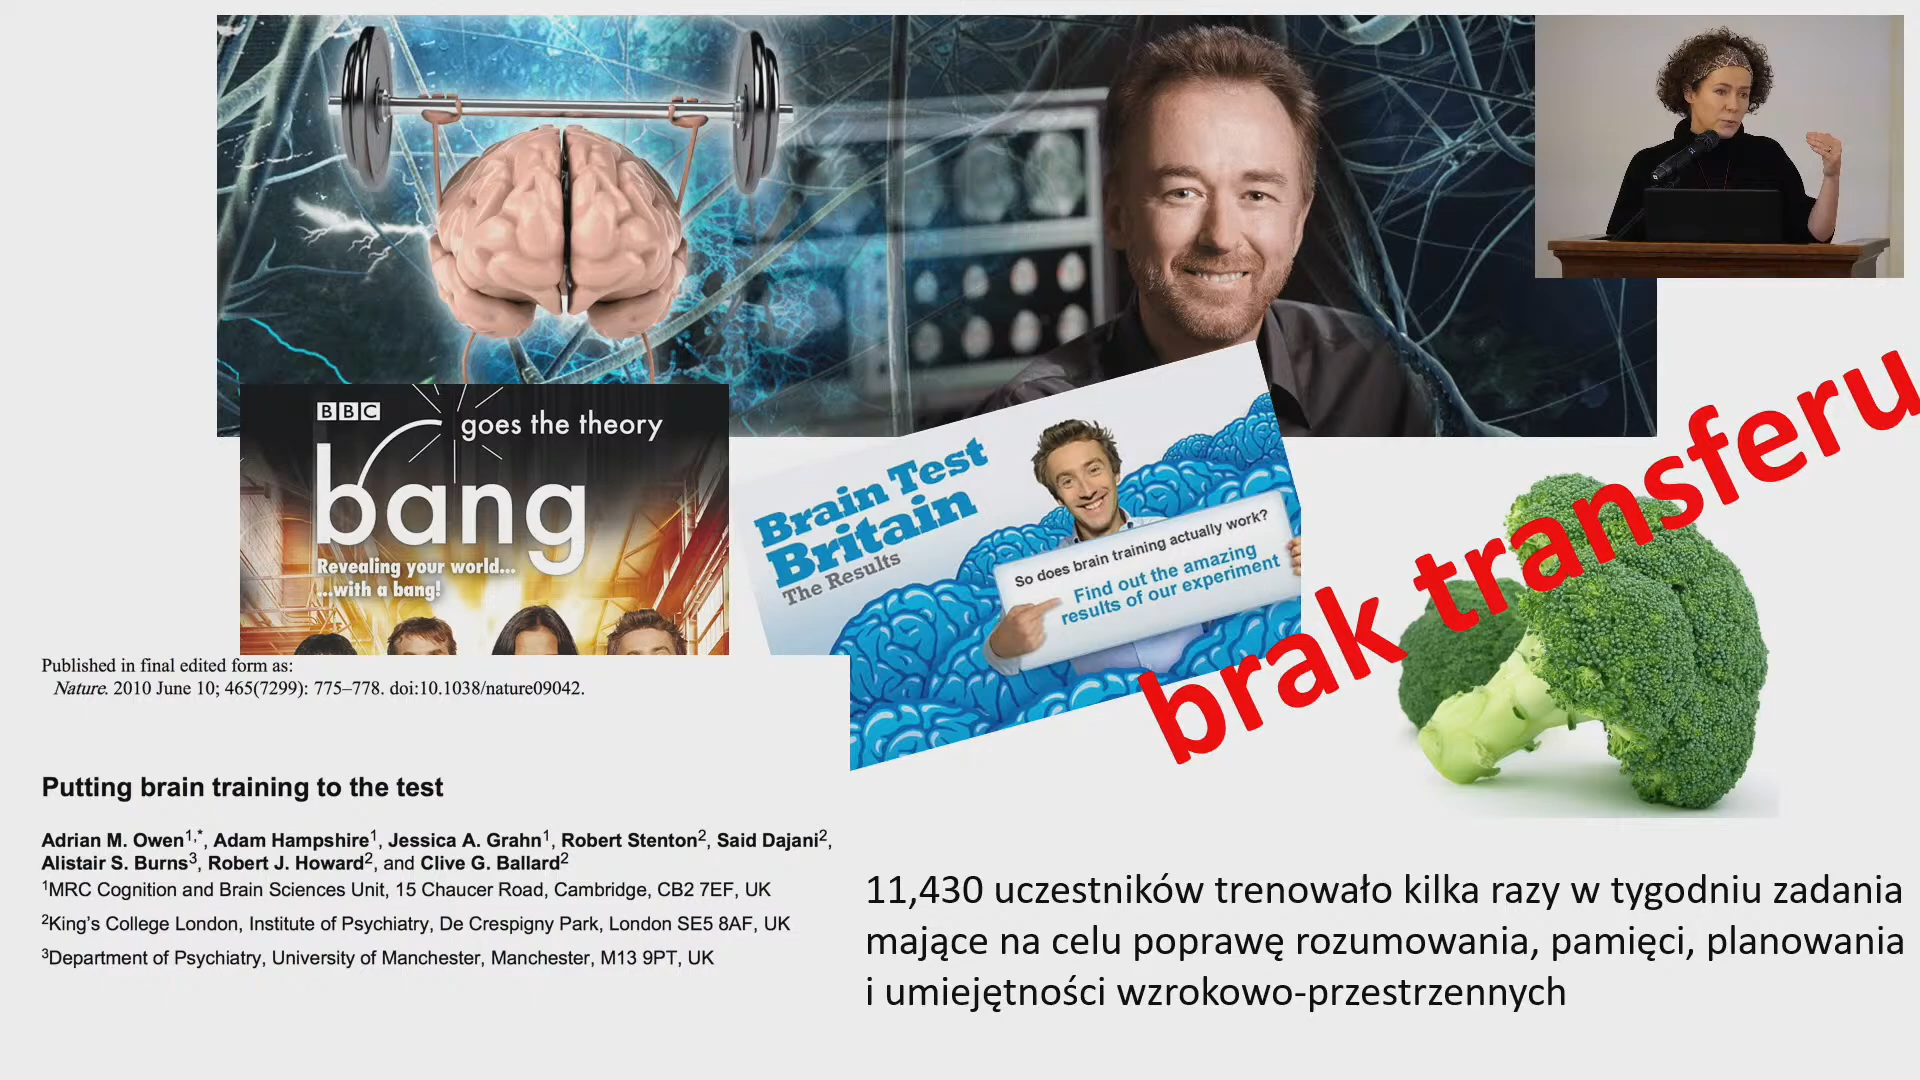 BBC
goes the theory
bang
Revealing your world...
...with a bang!
Brain Test
Britain
The Results
So does brain training actually work?
Find out the amazing
results of our experiment
brak transferu
Published in final edited form as:
Nature. 2010 June 10; 465(7299): 775–778. doi:10.1038/nature09042.
Putting brain training to the test
Adrian M. Owen1,*, Adam Hampshire1, Jessica A. Grahn1, Robert Stenton2, Said Dajani2,
Alistair S. Burns3, Robert J. Howard2, and Clive G. Ballard2
1MRC Cognition and Brain Sciences Unit, 15 Chaucer Road, Cambridge, CB2 7EF, UK
2King's College London, Institute of Psychiatry, De Crespigny Park, London SE5 8AF, UK
3Department of Psychiatry, University of Manchester, Manchester, M13 9PT, UK
11,430 uczestników trenowało kilka razy w tygodniu zadania
mające na celu poprawę rozumowania, pamięci, planowania
i umiejętności wzrokowo-przestrzennych